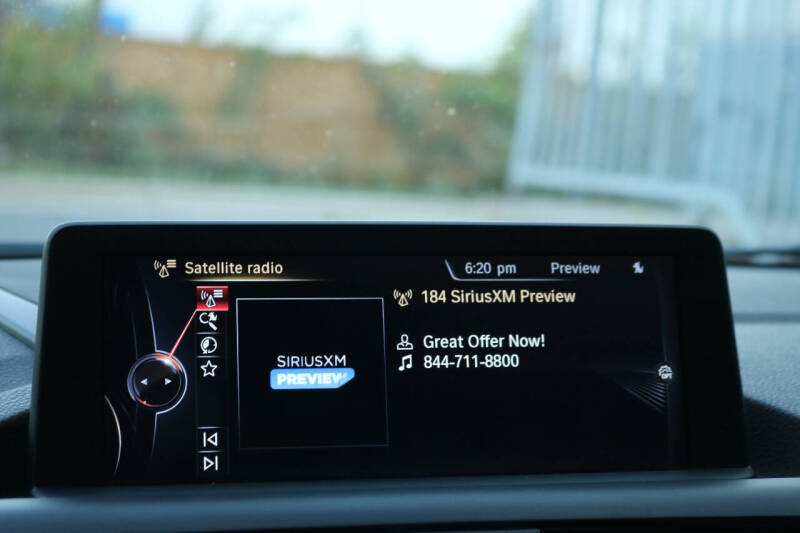 Satellite radio
6:20 pm
Preview
184 SiriusXM Preview
Great Offer Now!
844-711-8800
SIRIUSXM
PREVIEW